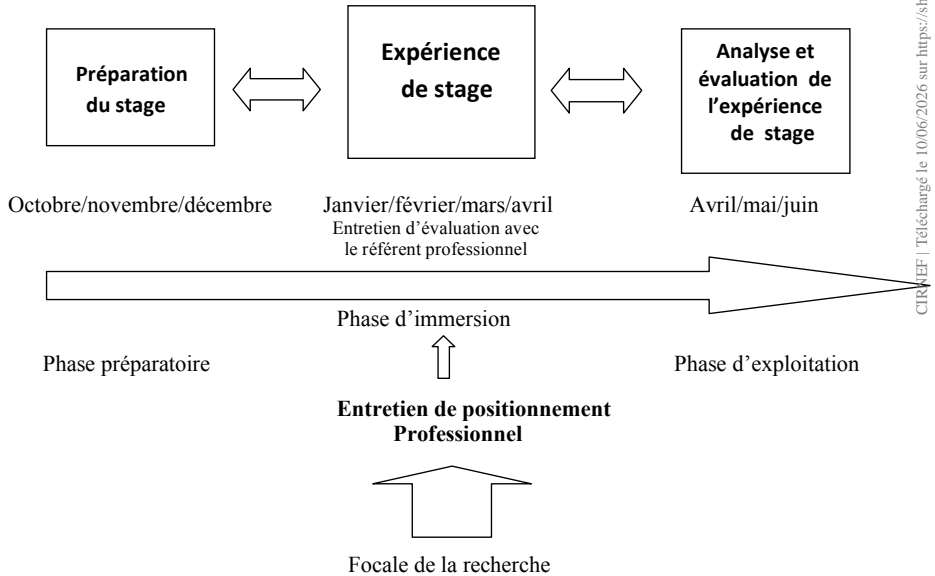 Préparation
du stage
Expérience
de stage
Analyse et
évaluation de
l'expérience
de stage
Octobre/novembre/décembre
Janvier/février/mars/avril
Entretien d'évaluation avec
le référent professionnel
Avril/mai/juin
Phase d'immersion
Phase préparatoire
Phase d'exploitation
Entretien de positionnement
Professionnel
Focale de la recherche
| Téléchargé le 10/06/2026 sur https://sh